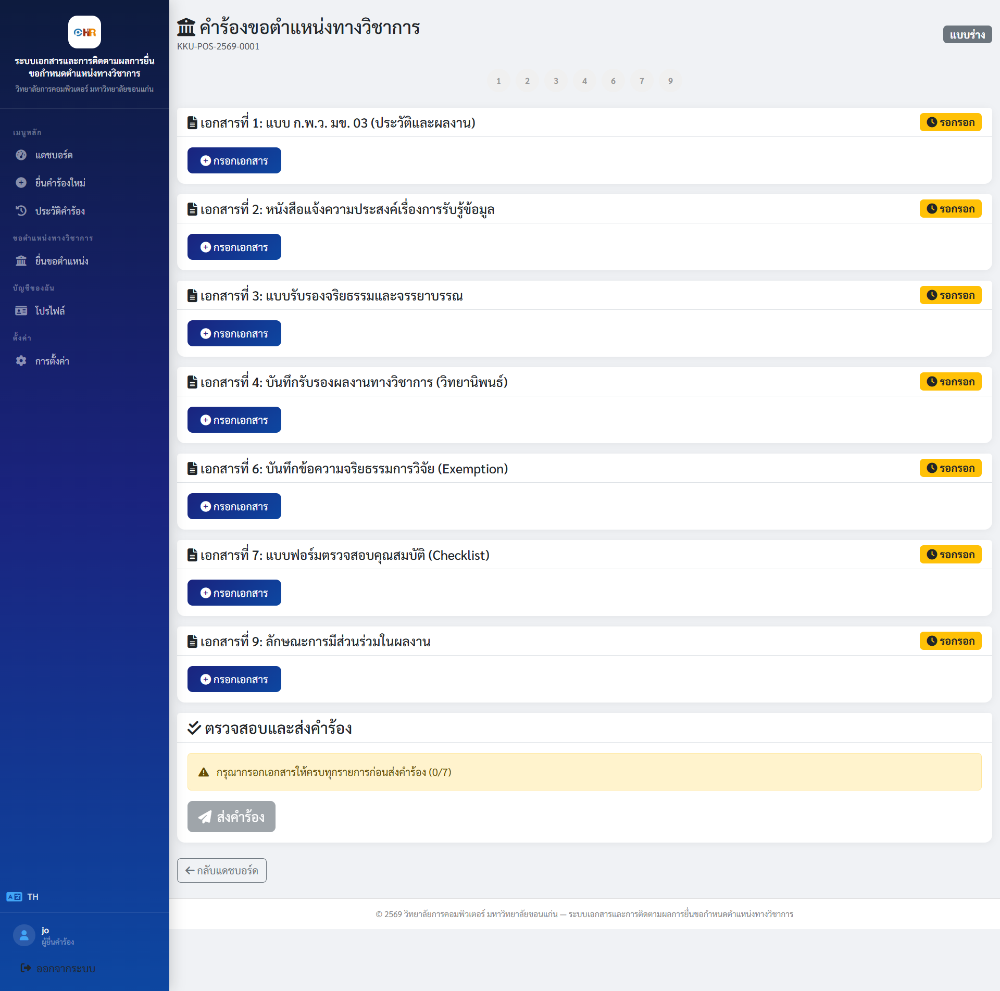 HR
ระบบเอกสารและการติดตามผลการยื่น
ขอกำหนดตำแหน่งทางวิชาการ
วิทยาลัยการคอมพิวเตอร์ มหาวิทยาลัยขอนแก่น
เมนูหลัก
แดชบอร์ด
ยื่นคำร้องใหม่
ประวัติคำร้อง
ขอตำแหน่งทางวิชาการ
ยื่นขอตำแหน่ง
บัญชีของฉัน
โปรไฟล์
ตั้งค่า
การตั้งค่า
TH
jo
ผู้ยื่นคำร้อง
ออกจากระบบ
คำร้องขอตำแหน่งทางวิชาการ
KKU-POS-2569-0001
แบบร่าง
1 2 3 4 6 7 9
เอกสารที่ 1: แบบ ก.พ.ว. มข. 03 (ประวัติและผลงาน)
รอกรอก
กรอกเอกสาร
เอกสารที่ 2: หนังสือแจ้งความประสงค์เรื่องการรับรู้ข้อมูล
รอกรอก
กรอกเอกสาร
เอกสารที่ 3: แบบรับรองจริยธรรมและจรรยาบรรณ
รอกรอก
กรอกเอกสาร
เอกสารที่ 4: บันทึกรับรองผลงานทางวิชาการ (วิทยานิพนธ์)
รอกรอก
กรอกเอกสาร
เอกสารที่ 6: บันทึกข้อความจริยธรรมการวิจัย (Exemption)
รอกรอก
กรอกเอกสาร
เอกสารที่ 7: แบบฟอร์มตรวจสอบคุณสมบัติ (Checklist)
รอกรอก
กรอกเอกสาร
เอกสารที่ 9: ลักษณะการมีส่วนร่วมในผลงาน
รอกรอก
กรอกเอกสาร
ตรวจสอบและส่งคำร้อง
กรุณากรอกเอกสารให้ครบทุกรายการก่อนส่งคำร้อง (0/7)
ส่งคำร้อง
กลับแดชบอร์ด
© 2569 วิทยาลัยการคอมพิวเตอร์ มหาวิทยาลัยขอนแก่น — ระบบเอกสารและการติดตามผลการยื่นขอกำหนดตำแหน่งทางวิชาการ